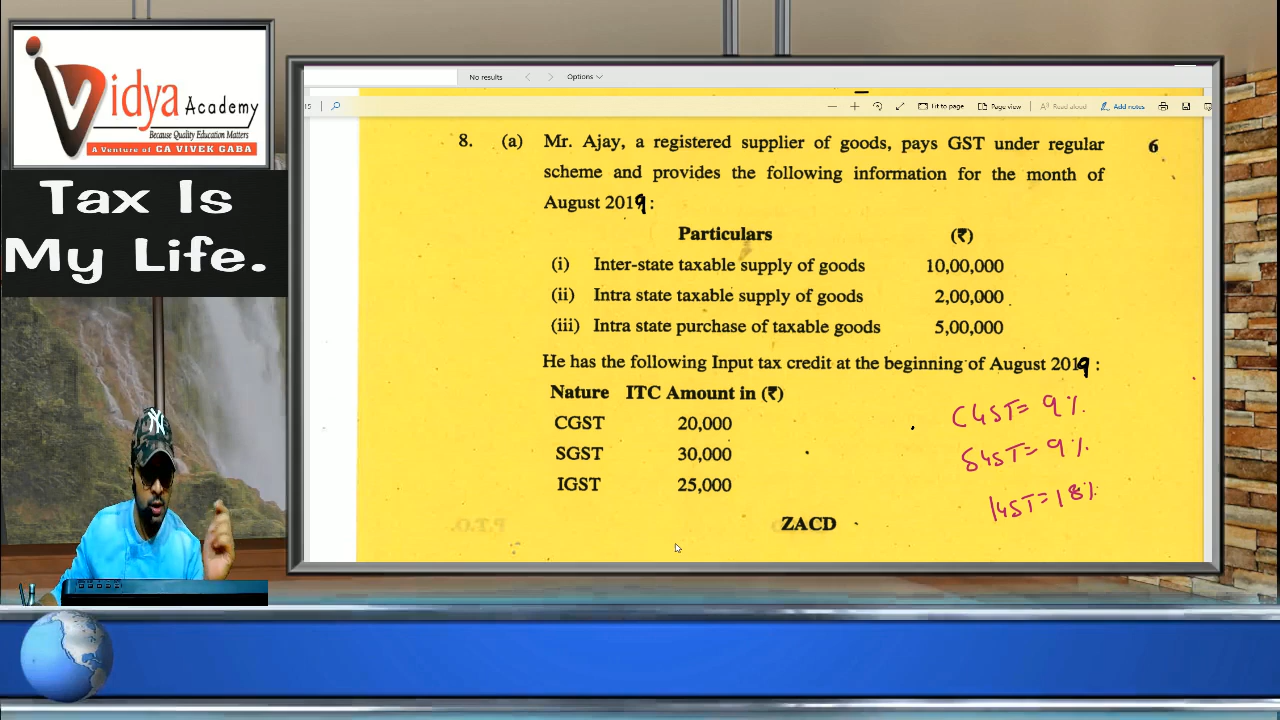 iVidya Academy
Because Quality Education Matters
A Venture of CA VIVEK GABA
Tax Is
My Life.
No results
Options
15
Fit to page
Page view
Read aloud
Add notes
8. (a) Mr. Ajay, a registered supplier of goods, pays GST under regular 6
scheme and provides the following information for the month of
August 2019 :
Particulars (₹)
(i) Inter-state taxable supply of goods 10,00,000
(ii) Intra state taxable supply of goods 2,00,000
(iii) Intra state purchase of taxable goods 5,00,000
He has the following Input tax credit at the beginning of August 2019 :
Nature ITC Amount in (₹)
CGST 20,000
SGST 30,000
IGST 25,000
CGST = 9%
SGST = 9%
IGST = 18%
P.T.O.
ZACD
NY